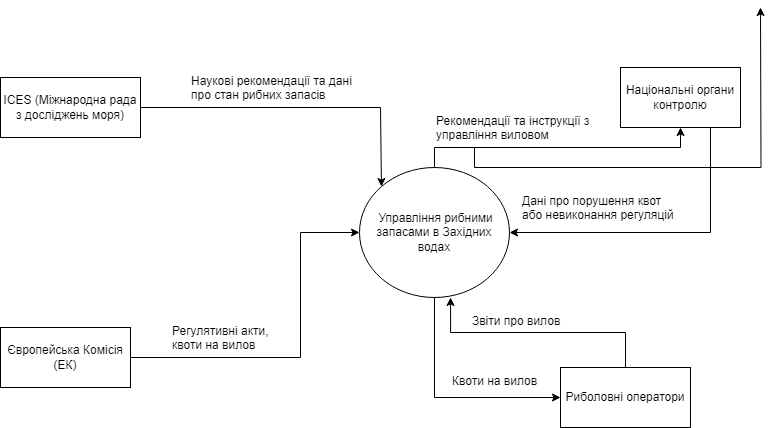 Наукові рекомендації та дані
про стан рибних запасів
ICES (Міжнародна рада
з досліджень моря)
Національні органи
контролю
Рекомендації та інструкції з
управління виловом
Дані про порушення квот
або невиконання регуляцій
Управління рибними
запасами в Західних
водах
Регулятивні акти,
квоти на вилов
Європейська Комісія
(ЕК)
Звіти про вилов
Квоти на вилов
Риболовні оператори